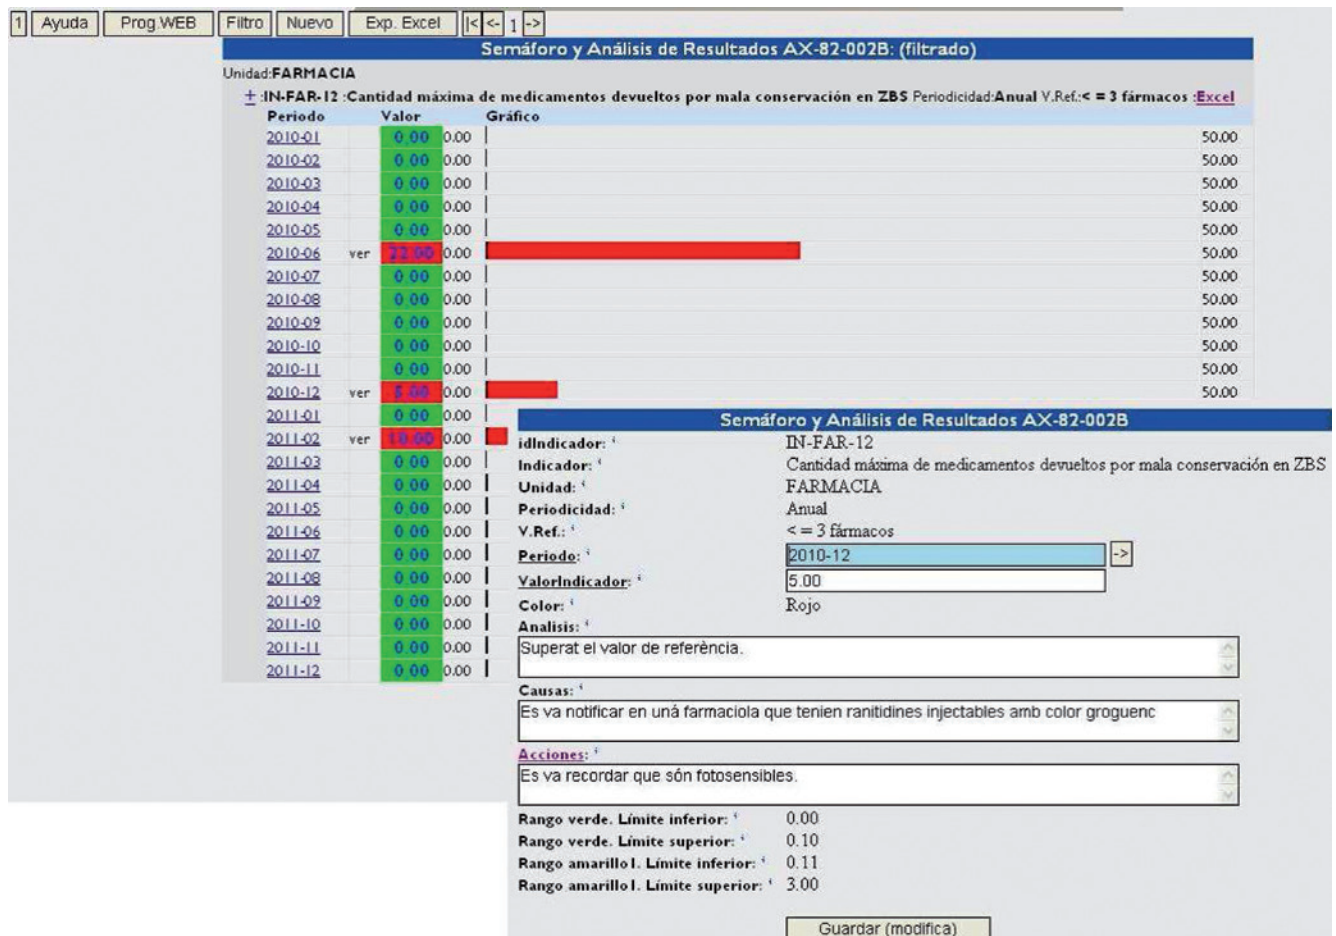 1 Ayuda Prog.WEB Filtro Nuevo Exp. Excel |< <- 1 ->
Semáforo y Análisis de Resultados AX-82-002B: (filtrado)
Unidad:FARMACIA
+ :IN-FAR-12 :Cantidad máxima de medicamentos devueltos por mala conservación en ZBS Periodicidad:Anual V.Ref.:< = 3 fármacos :Excel
Periodo Valor Gráfico
2010-01 0.00 0.00 50.00
2010-02 0.00 0.00 50.00
2010-03 0.00 0.00 50.00
2010-04 0.00 0.00 50.00
2010-05 0.00 0.00 50.00
2010-06 ver 22.00 0.00 50.00
2010-07 0.00 0.00 50.00
2010-08 0.00 0.00 50.00
2010-09 0.00 0.00 50.00
2010-10 0.00 0.00 50.00
2010-11 0.00 0.00 50.00
2010-12 ver 5.00 0.00 50.00
2011-01 0.00 0.00
2011-02 ver 10.00 0.00
2011-03 0.00 0.00
2011-04 0.00 0.00
2011-05 0.00 0.00
2011-06 0.00 0.00
2011-07 0.00 0.00
2011-08 0.00 0.00
2011-09 0.00 0.00
2011-10 0.00 0.00
2011-11 0.00 0.00
2011-12 0.00 0.00
Semáforo y Análisis de Resultados AX-82-002B
idIndicador: IN-FAR-12
Indicador: Cantidad máxima de medicamentos devueltos por mala conservación en ZBS
Unidad: FARMACIA
Periodicidad: Anual
V.Ref.: < = 3 fármacos
Periodo: 2010-12 ->
ValorIndicador: 5.00
Color: Rojo
Analisis:
Superat el valor de referència.
Causas:
Es va notificar en uná farmaciola que tenien ranitidines injectables amb color groguenc
Acciones:
Es va recordar que són fotosensibles.
Rango verde. Límite inferior: 0.00
Rango verde. Límite superior: 0.10
Rango amarillo1. Límite inferior: 0.11
Rango amarillo1. Límite superior: 3.00
Guardar (modifica)